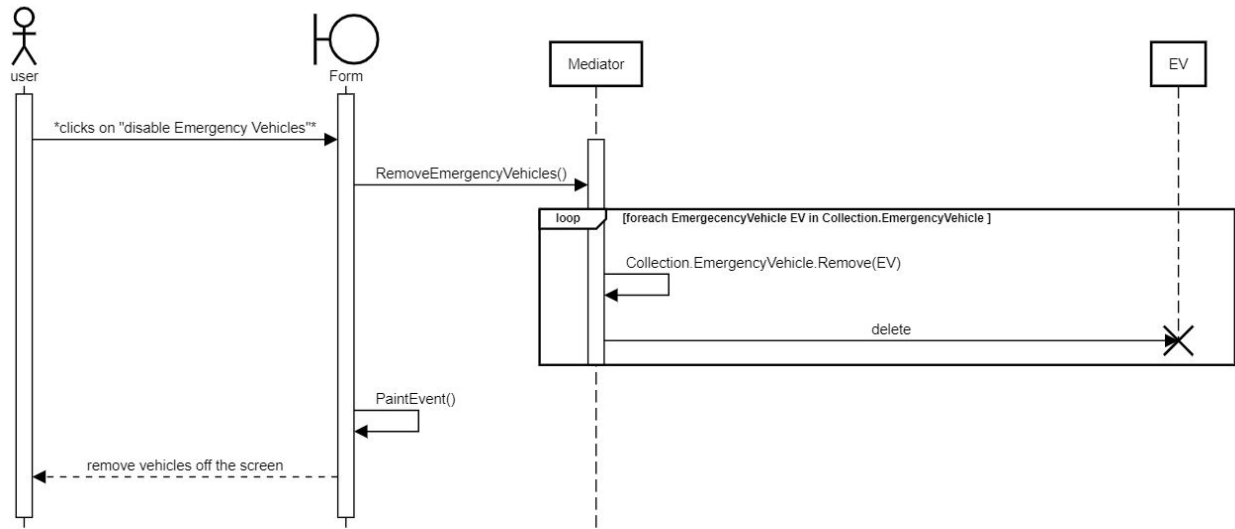 user
Form
Mediator
EV
*clicks on "disable Emergency Vehicles"*
RemoveEmergencyVehicles()
loop
[foreach EmergecencyVehicle EV in Collection.EmergencyVehicle ]
Collection.EmergencyVehicle.Remove(EV)
delete
PaintEvent()
remove vehicles off the screen